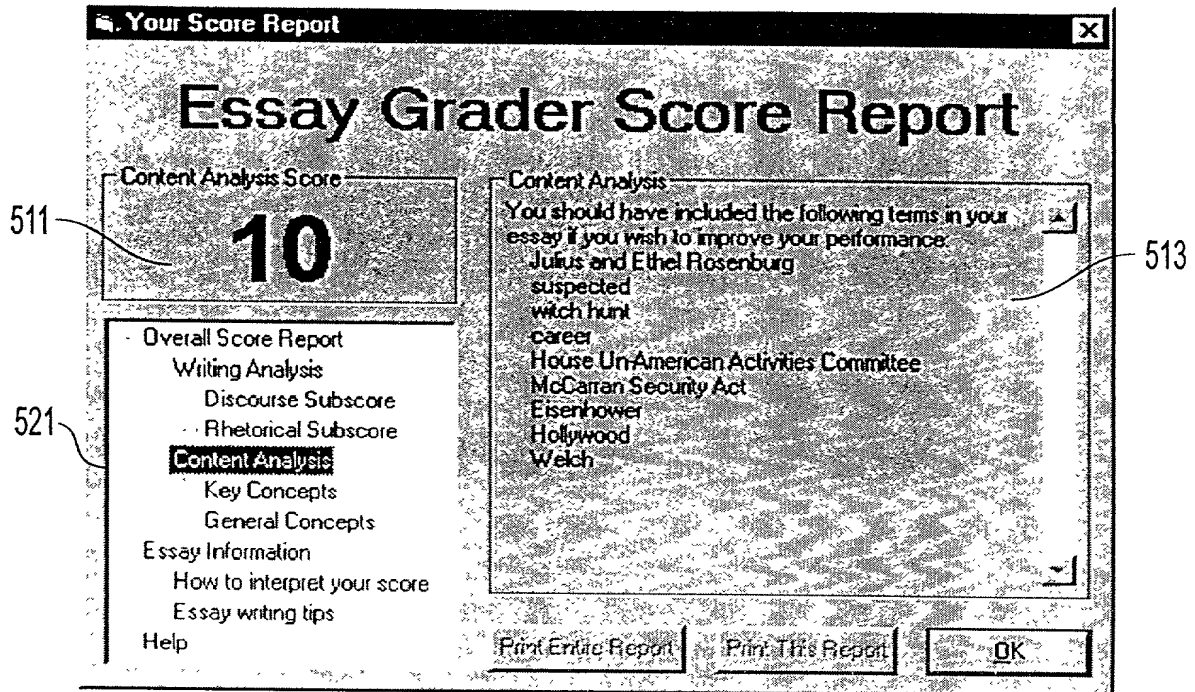 Your Score Report
Essay Grader Score Report
Content Analysis Score
10
511
Overall Score Report
Writing Analysis
Discourse Subscore
Rhetorical Subscore
Content Analysis
Key Concepts
General Concepts
Essay Information
How to interpret your score
Essay writing tips
Help
521
Content Analysis
You should have included the following terms in your
essay if you wish to improve your performance:
Julius and Ethel Rosenburg
suspected
witch hunt
career
House Un-American Activities Committee
McCarran Security Act
Eisenhower
Hollywood
Welch
513
Print Entire Report
Print This Report
OK